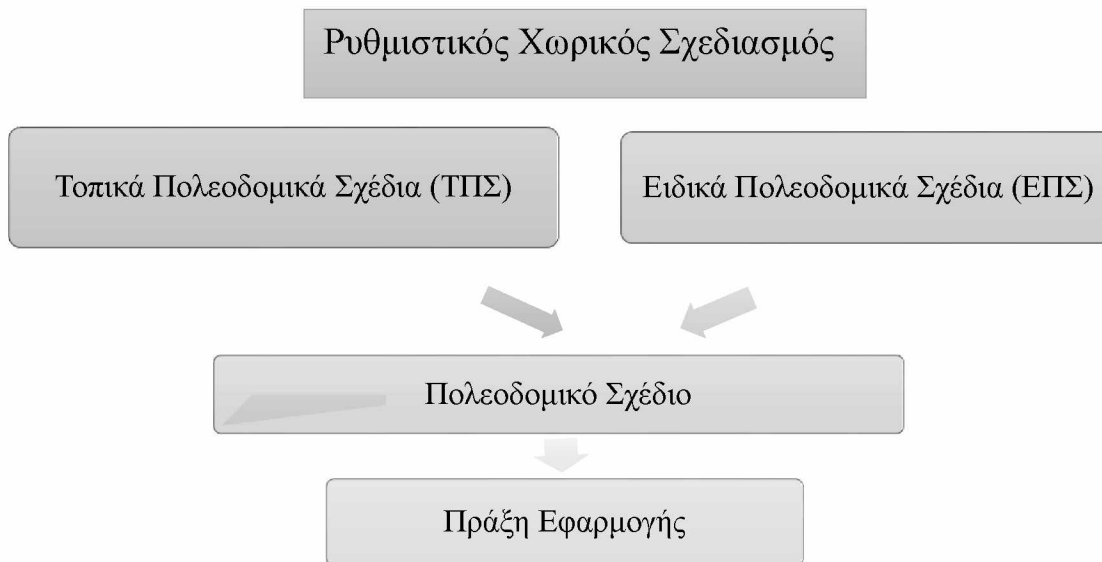 Ρυθμιστικός Χωρικός Σχεδιασμός
Τοπικά Πολεοδομικά Σχέδια (ΤΠΣ)
Ειδικά Πολεοδομικά Σχέδια (ΕΠΣ)
Πολεοδομικό Σχέδιο
Πράξη Εφαρμογής